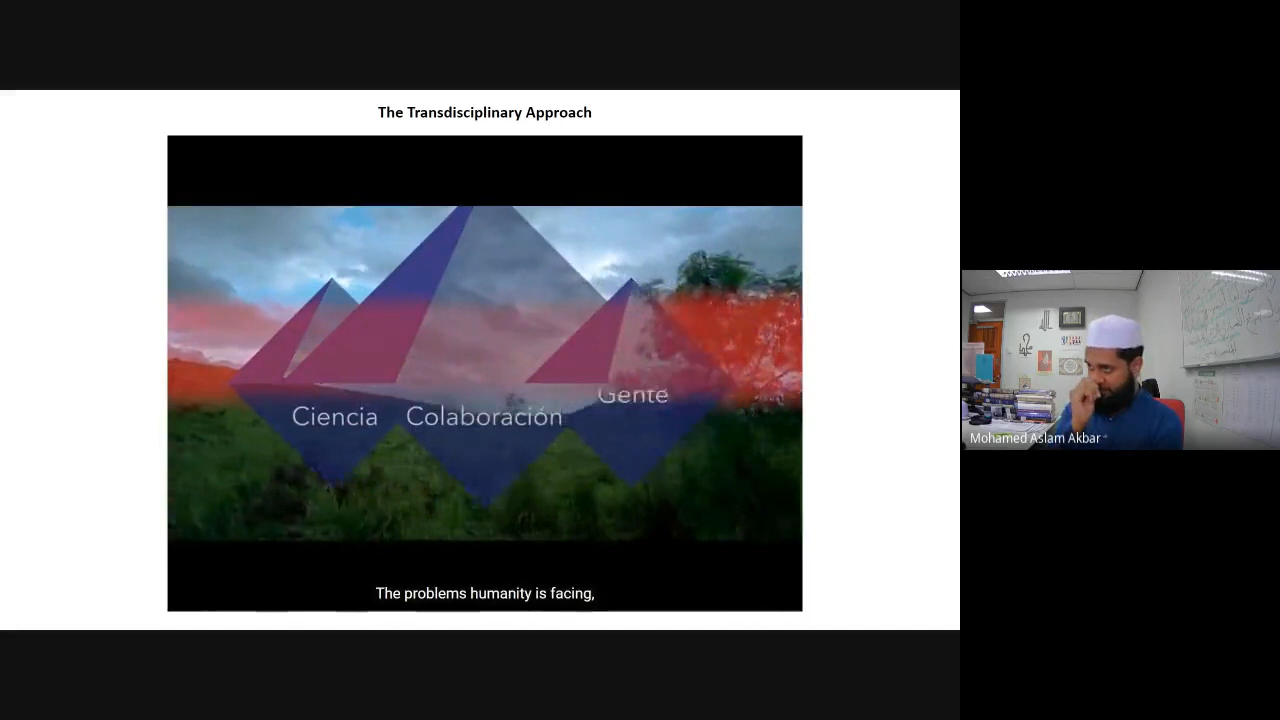 The Transdisciplinary Approach
Ciencia
Colaboración
Gente
The problems humanity is facing,
Mohamed Aslam Akbar